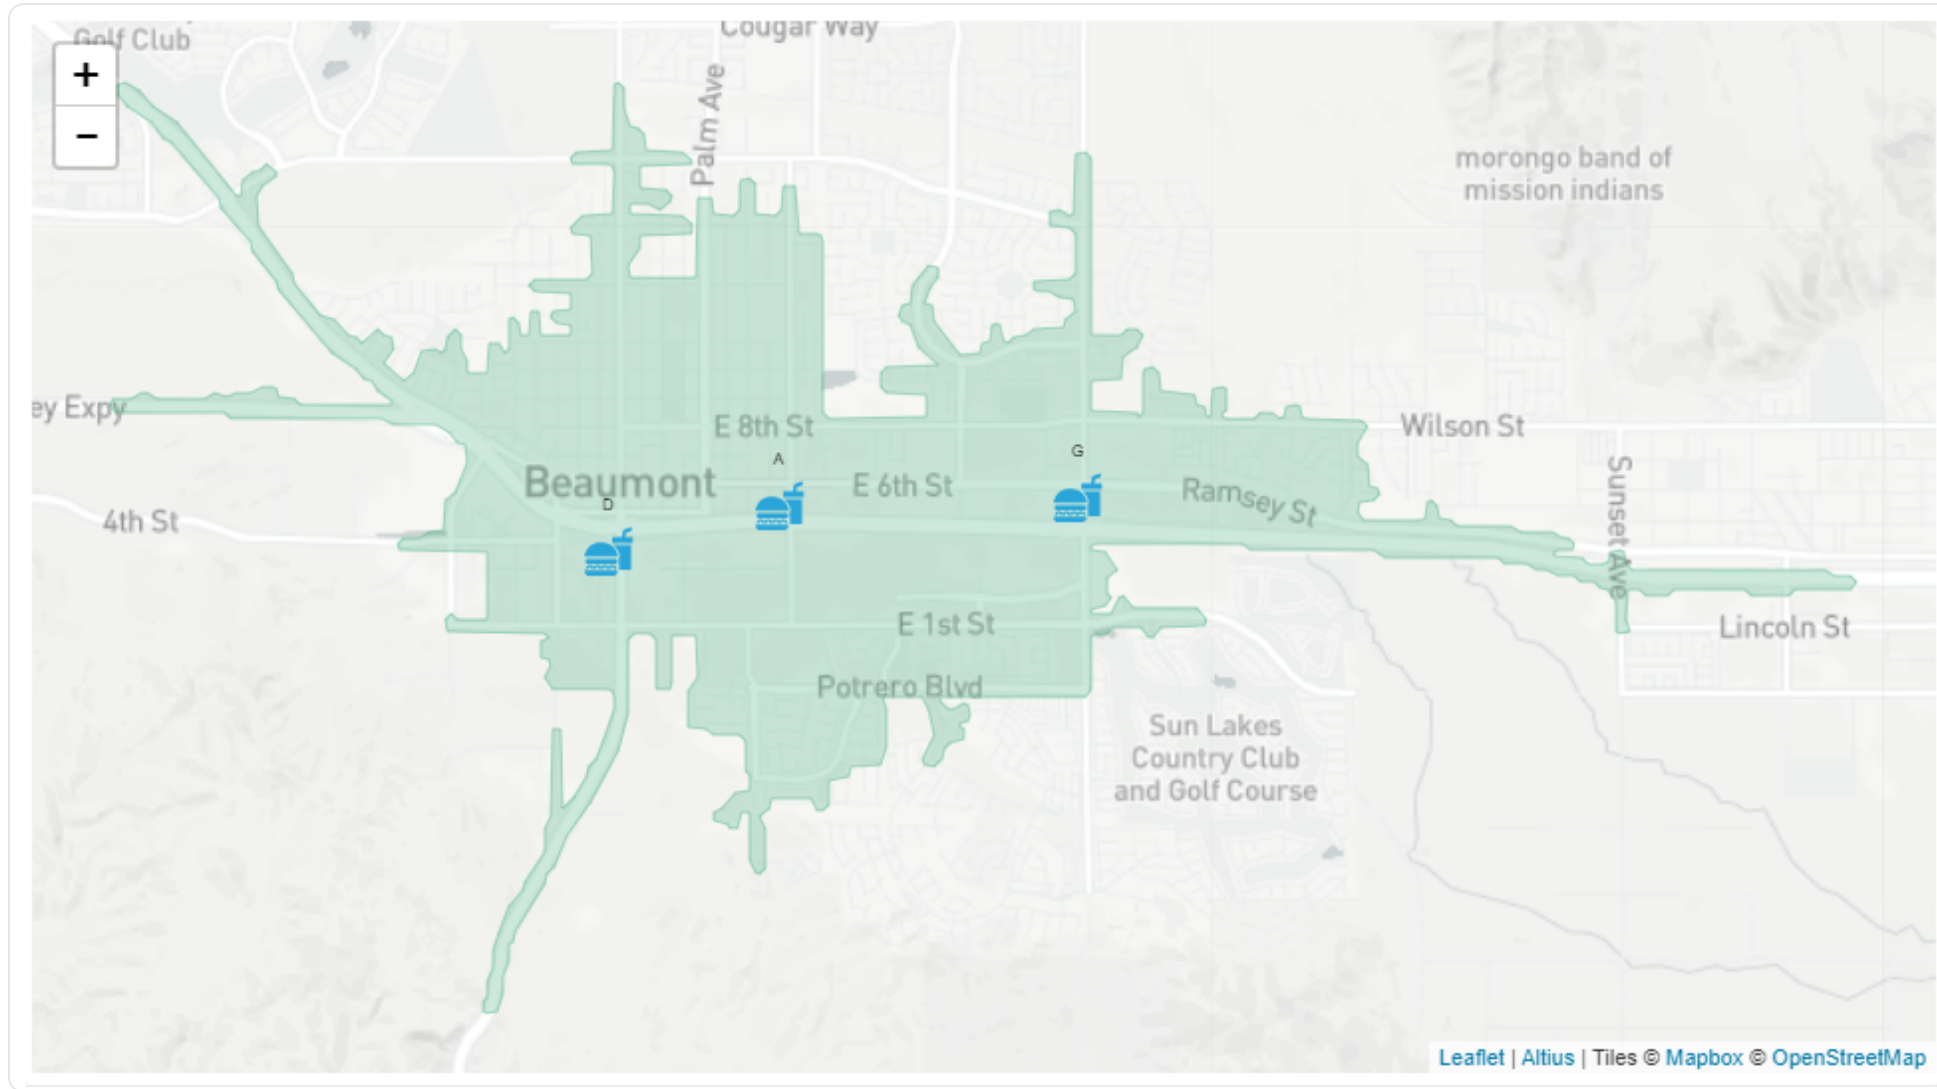 Golf Club
Cougar Way
+
−
Palm Ave
morongo band of
mission indians
ey Expy
E 8th St
Wilson St
A
G
Beaumont
D
E 6th St
Ramsey St
Sunset Ave
4th St
E 1st St
Lincoln St
Potrero Blvd
Sun Lakes
Country Club
and Golf Course
Leaflet | Altius | Tiles © Mapbox © OpenStreetMap